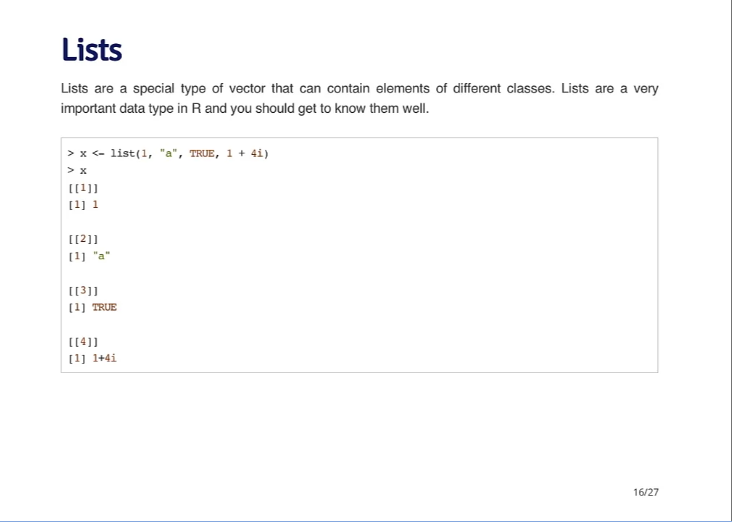 Lists
Lists are a special type of vector that can contain elements of different classes. Lists are a very
important data type in R and you should get to know them well.
> x <- list(1, "a", TRUE, 1 + 4i)
> x
[[1]]
[1] 1
[[2]]
[1] "a"
[[3]]
[1] TRUE
[[4]]
[1] 1+4i
16/27